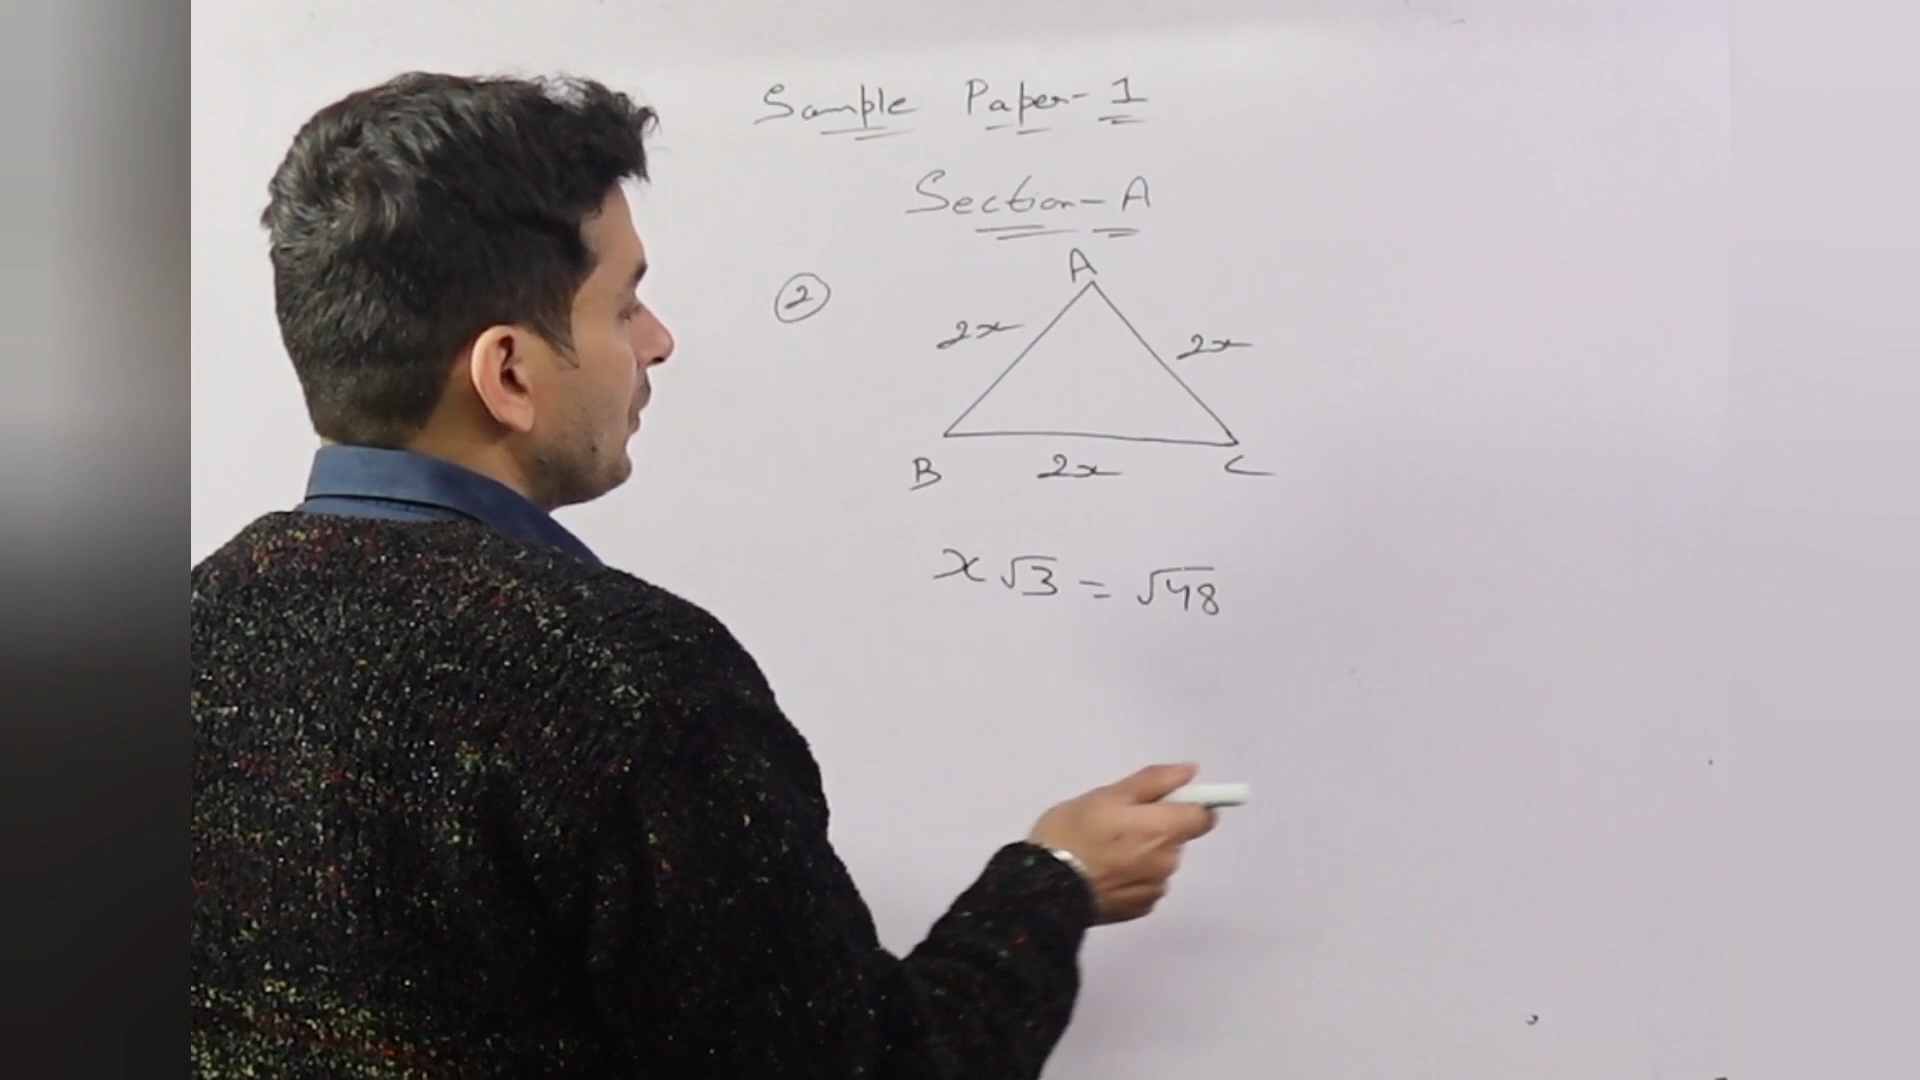 Sample Paper-1
Section-A
2
A
2x 2x
B 2x C
x√3 = √48